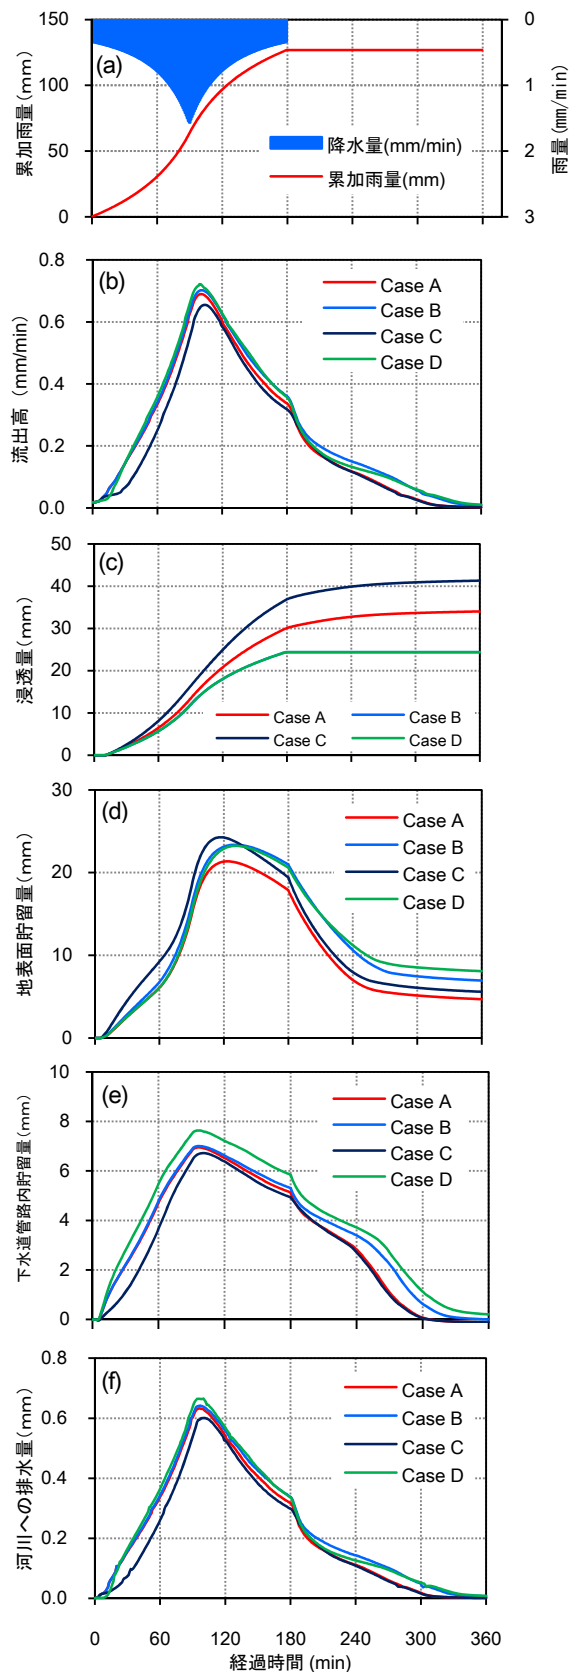 (a)
累加雨量(mm)
150
100
50
0
0
1
2
3
雨量(mm/min)
降水量(mm/min)
累加雨量(mm)
(b)
流出高 (mm/min)
0.8
0.6
0.4
0.2
0.0
Case A
Case B
Case C
Case D
(c)
浸透量(mm)
50
40
30
20
10
0
Case A Case B
Case C Case D
(d)
地表面貯留量(mm)
30
20
10
0
Case A
Case B
Case C
Case D
(e)
下水道管路内貯留量(mm)
10
8
6
4
2
0
Case A
Case B
Case C
Case D
(f)
河川への排水量(mm)
0.8
0.6
0.4
0.2
0.0
Case A
Case B
Case C
Case D
0 60 120 180 240 300 360
経過時間 (min)